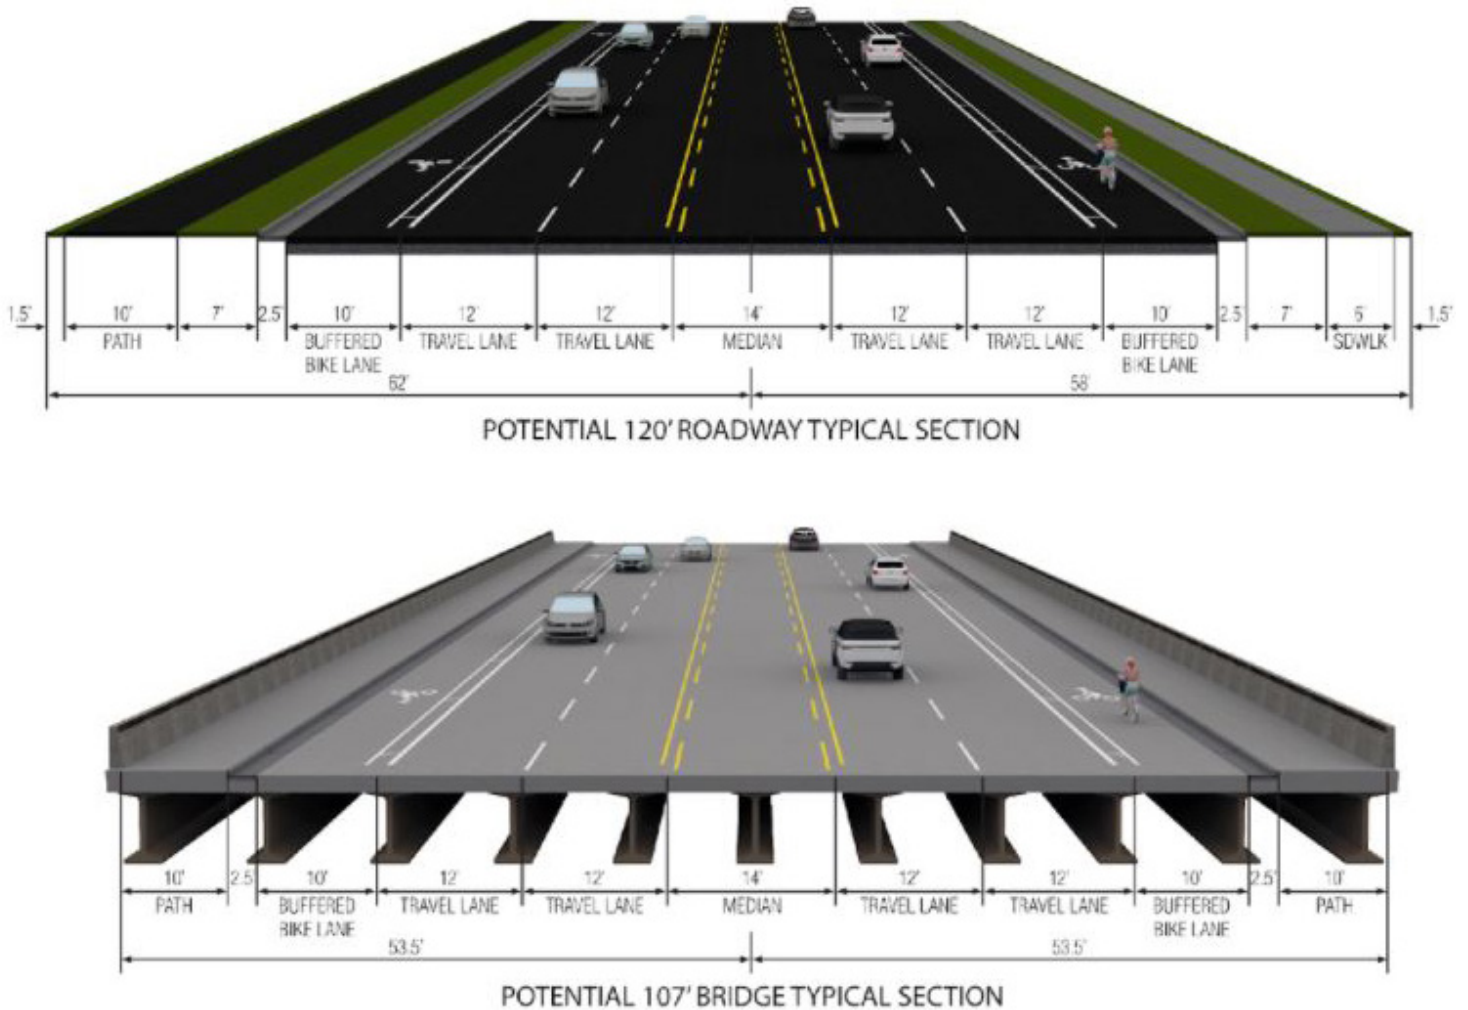 1.5' 10' 7' 2.5' 10' 12' 12' 14' 12' 12' 10' 2.5' 7' 6' 1.5'
PATH BUFFERED BIKE LANE TRAVEL LANE TRAVEL LANE MEDIAN TRAVEL LANE TRAVEL LANE BUFFERED BIKE LANE SDWLK
62' 58'
POTENTIAL 120' ROADWAY TYPICAL SECTION
10' 2.5' 10' 12' 12' 14' 12' 12' 10' 2.5' 10'
PATH BUFFERED BIKE LANE TRAVEL LANE TRAVEL LANE MEDIAN TRAVEL LANE TRAVEL LANE BUFFERED BIKE LANE PATH
53.5' 53.5'
POTENTIAL 107' BRIDGE TYPICAL SECTION